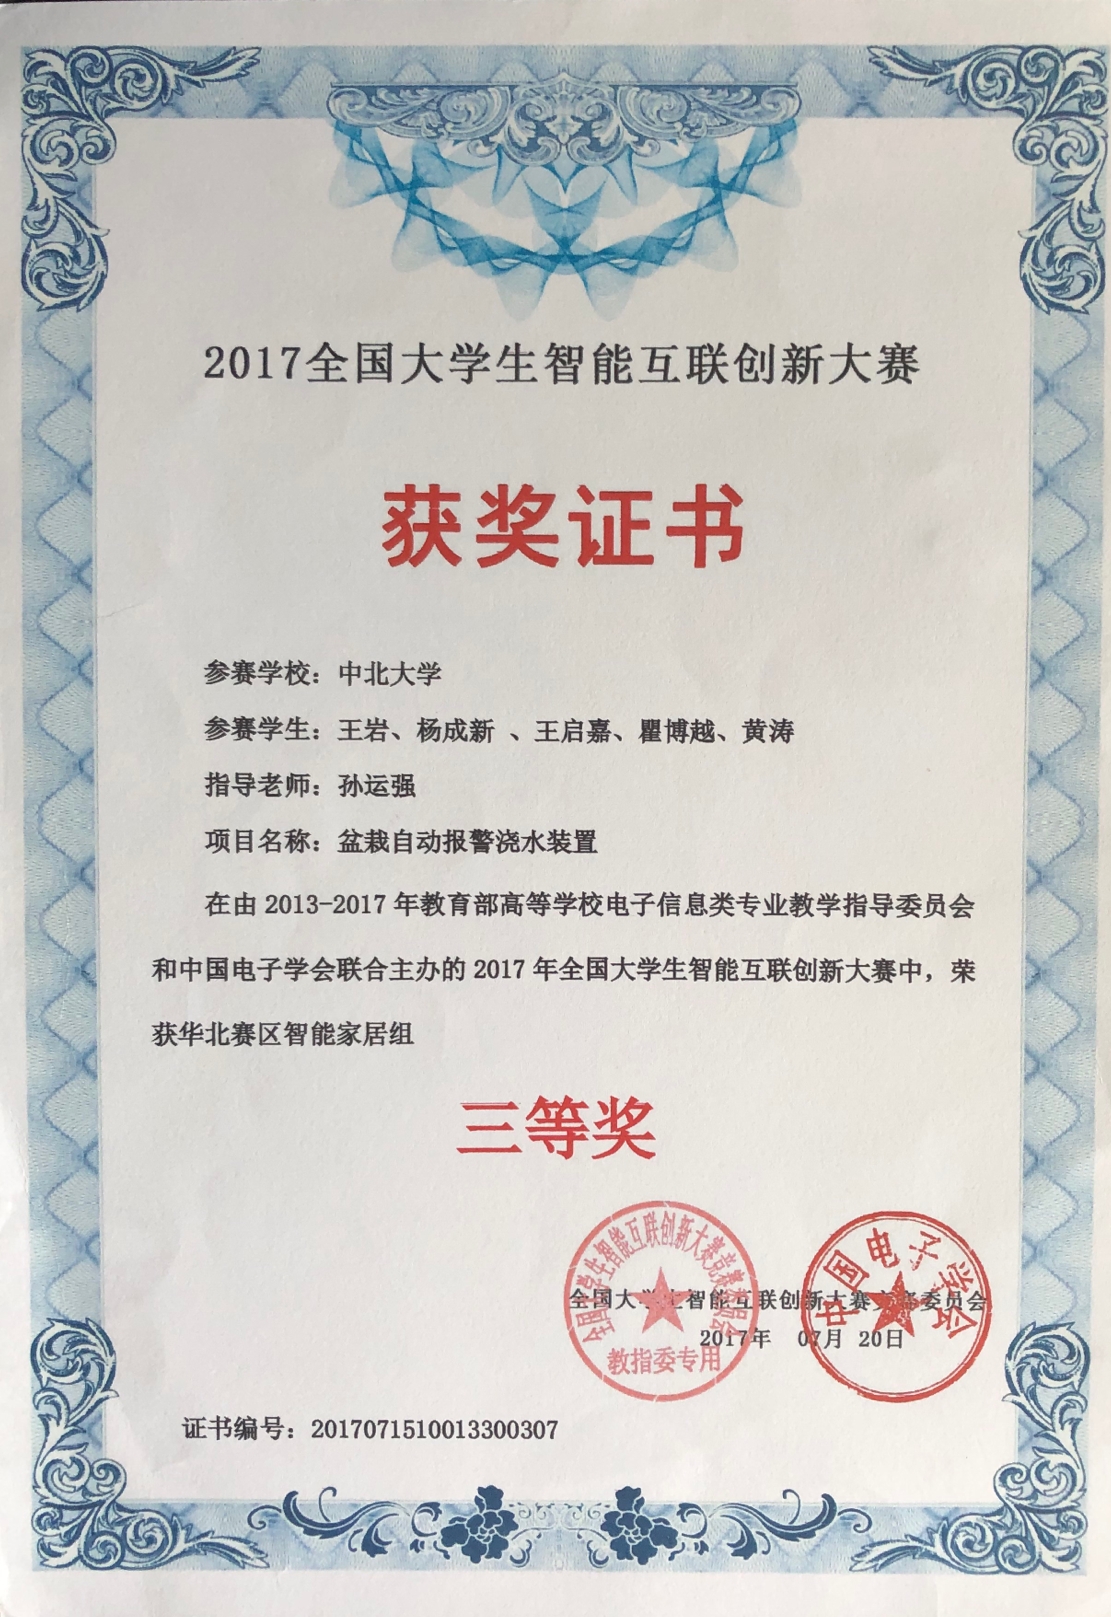 2017全国大学生智能互联创新大赛
获奖证书
参赛学校：中北大学
参赛学生：王岩、杨成新 、王启嘉、瞿博越、黄涛
指导老师：孙运强
项目名称：盆栽自动报警浇水装置
在由 2013-2017 年教育部高等学校电子信息类专业教学指导委员会
和中国电子学会联合主办的 2017 年全国大学生智能互联创新大赛中，荣
获华北赛区智能家居组
三等奖
全国大学生智能互联创新大赛竞赛组织委员会
教指委专用
中国电子学会
全国大学生智能互联创新大赛 委员会
2017年 07月 20日
证书编号：2017071510013300307